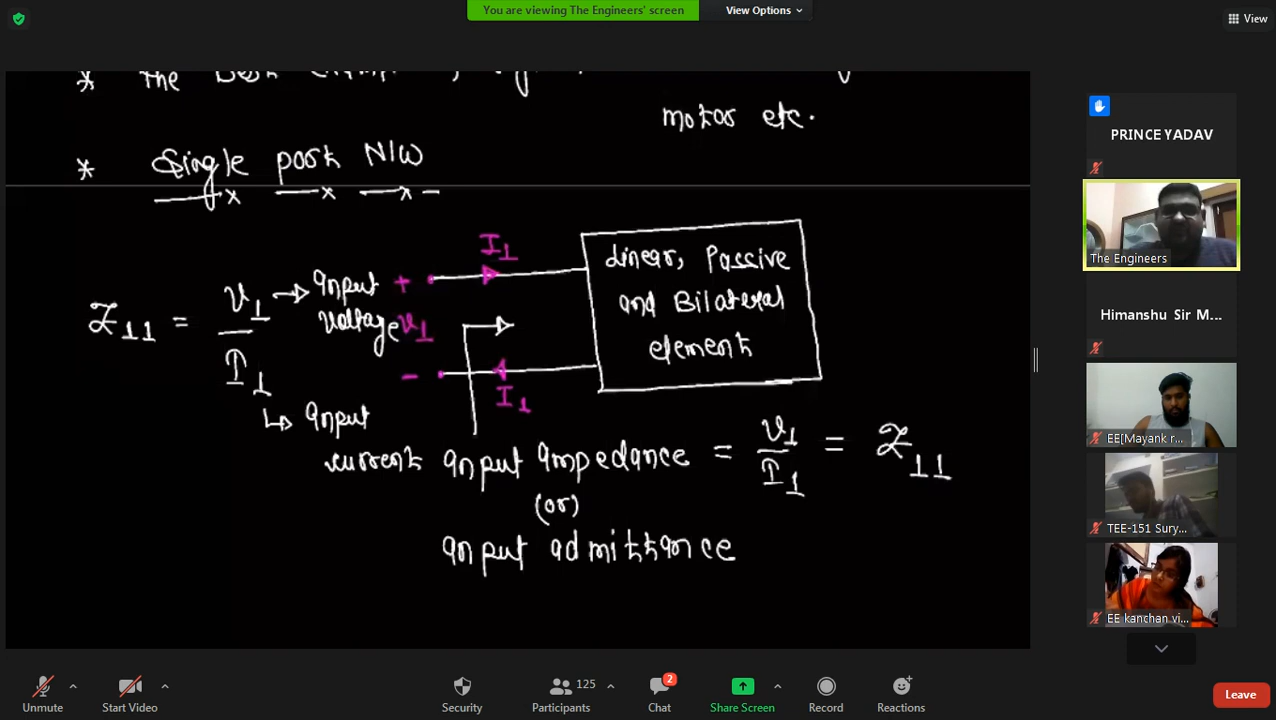 You are viewing The Engineers' screen
View Options
View
* The
motor etc.
* Single port N/W
Z11 = V1 / I1
→ Input voltage
↳ Input current
I1
+
V1
-
I1
Linear, Passive
and Bilateral
elements
Input Impedance = V1 / I1 = Z11
(or)
Input admittance
PRINCE YADAV
The Engineers
Himanshu Sir M...
EE[Mayank r...
TEE-151 Sury...
EE kanchan vi...
Unmute
Start Video
Security
125
Participants
2
Chat
Share Screen
Record
Reactions
Leave